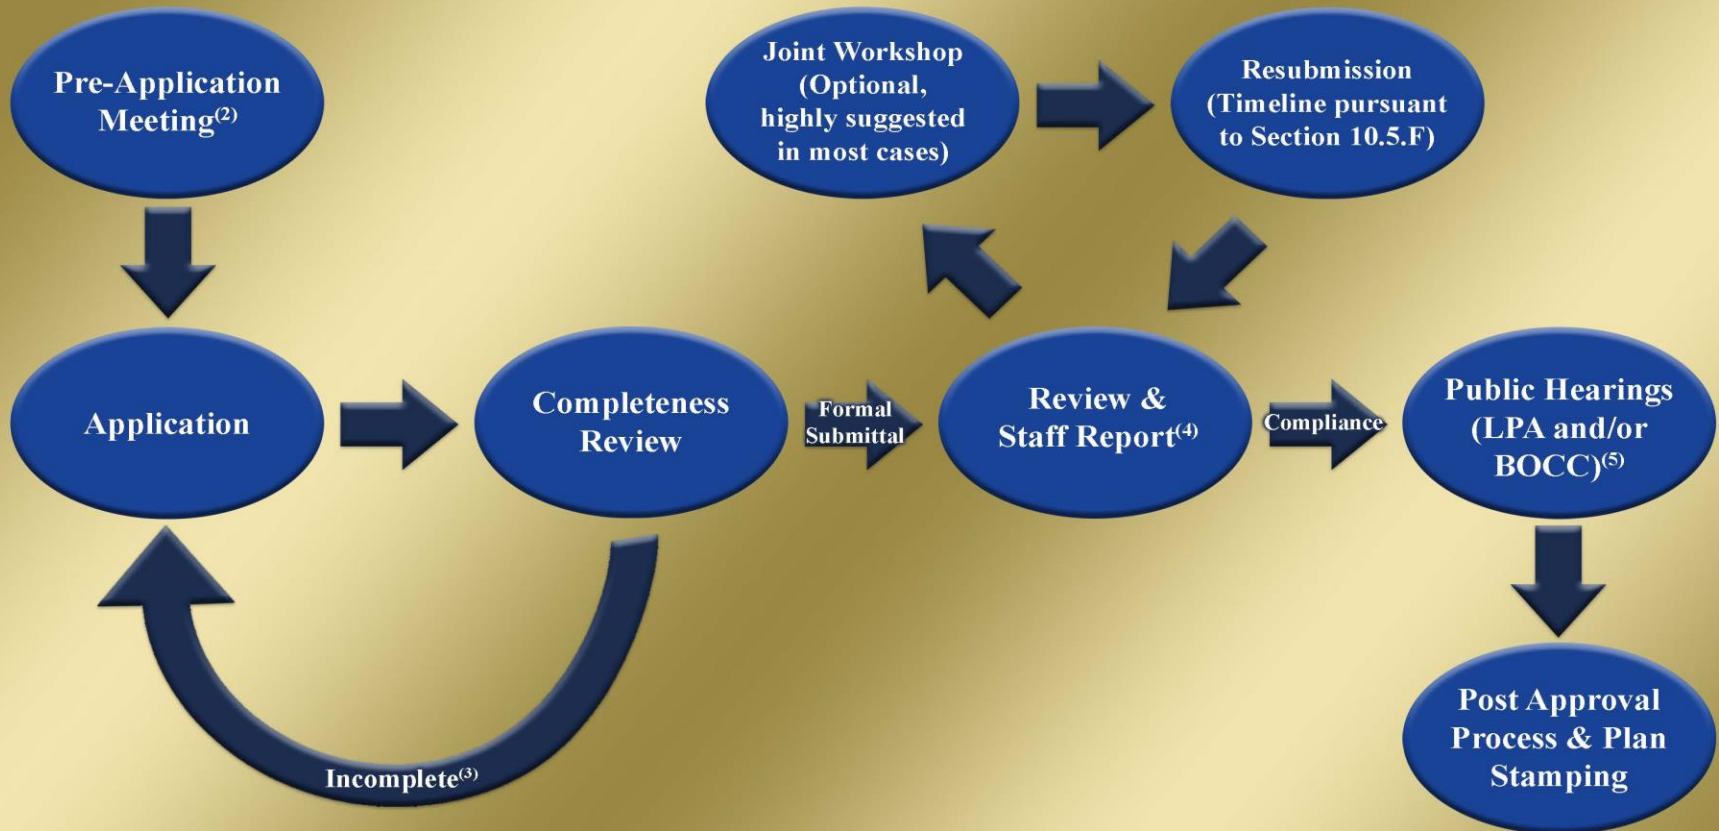 Pre-Application
Meeting(2)
Joint Workshop
(Optional,
highly suggested
in most cases)
Resubmission
(Timeline pursuant
to Section 10.5.F)
Application
Completeness
Review
Formal
Submittal
Review &
Staff Report(4)
Compliance
Public Hearings
(LPA and/or
BOCC)(5)
Incomplete(3)
Post Approval
Process & Plan
Stamping